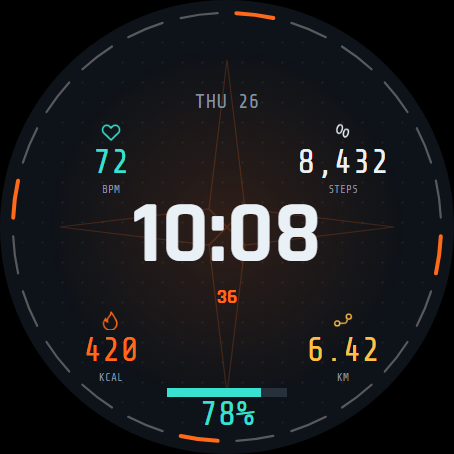 THU 26
72
BPM
8,432
STEPS
10:08
36
420
KCAL
6.42
KM
78%